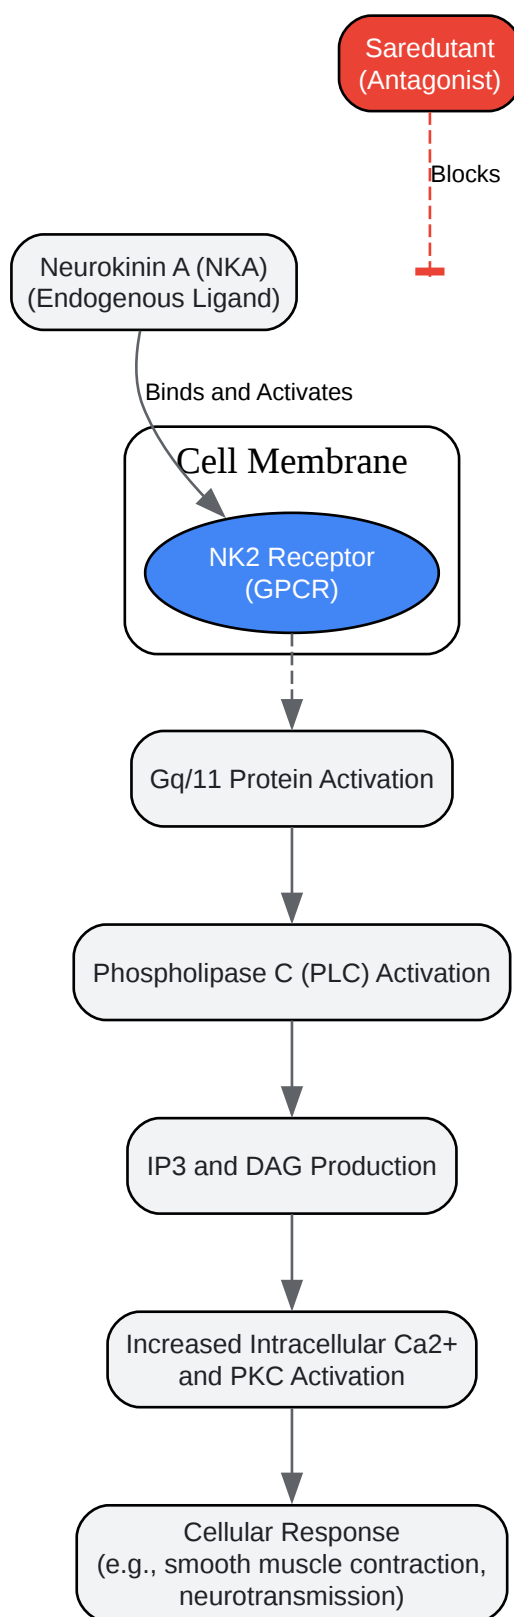 Saredutant
(Antagonist)
Blocks
Neurokinin A (NKA)
(Endogenous Ligand)
Binds and Activates
Cell Membrane
NK2 Receptor
(GPCR)
Gq/11 Protein Activation
Phospholipase C (PLC) Activation
IP3 and DAG Production
Increased Intracellular Ca2+
and PKC Activation
Cellular Response
(e.g., smooth muscle contraction,
neurotransmission)